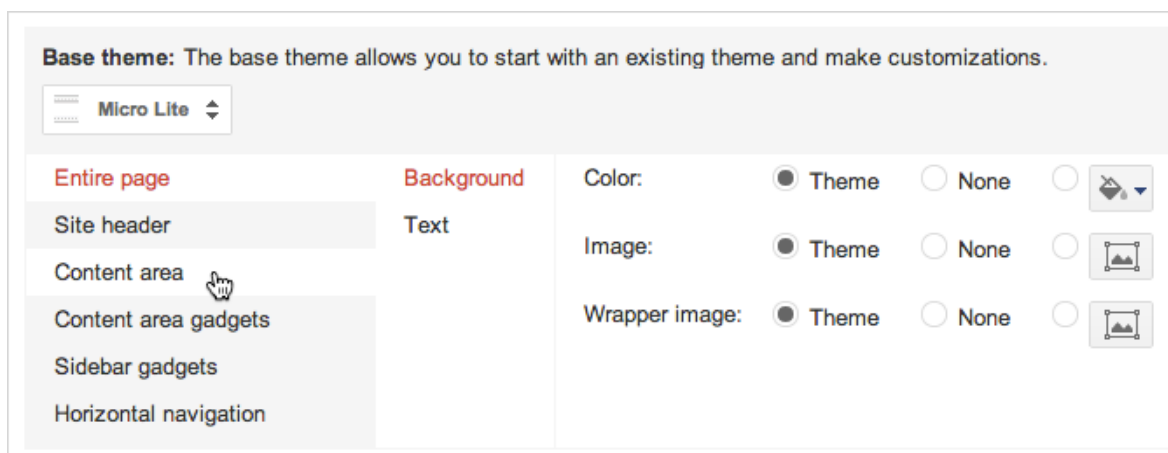 Base theme: The base theme allows you to start with an existing theme and make customizations.
Micro Lite
Entire page
Site header
Content area
Content area gadgets
Sidebar gadgets
Horizontal navigation
Background
Text
Color: Theme None
Image: Theme None
Wrapper image: Theme None